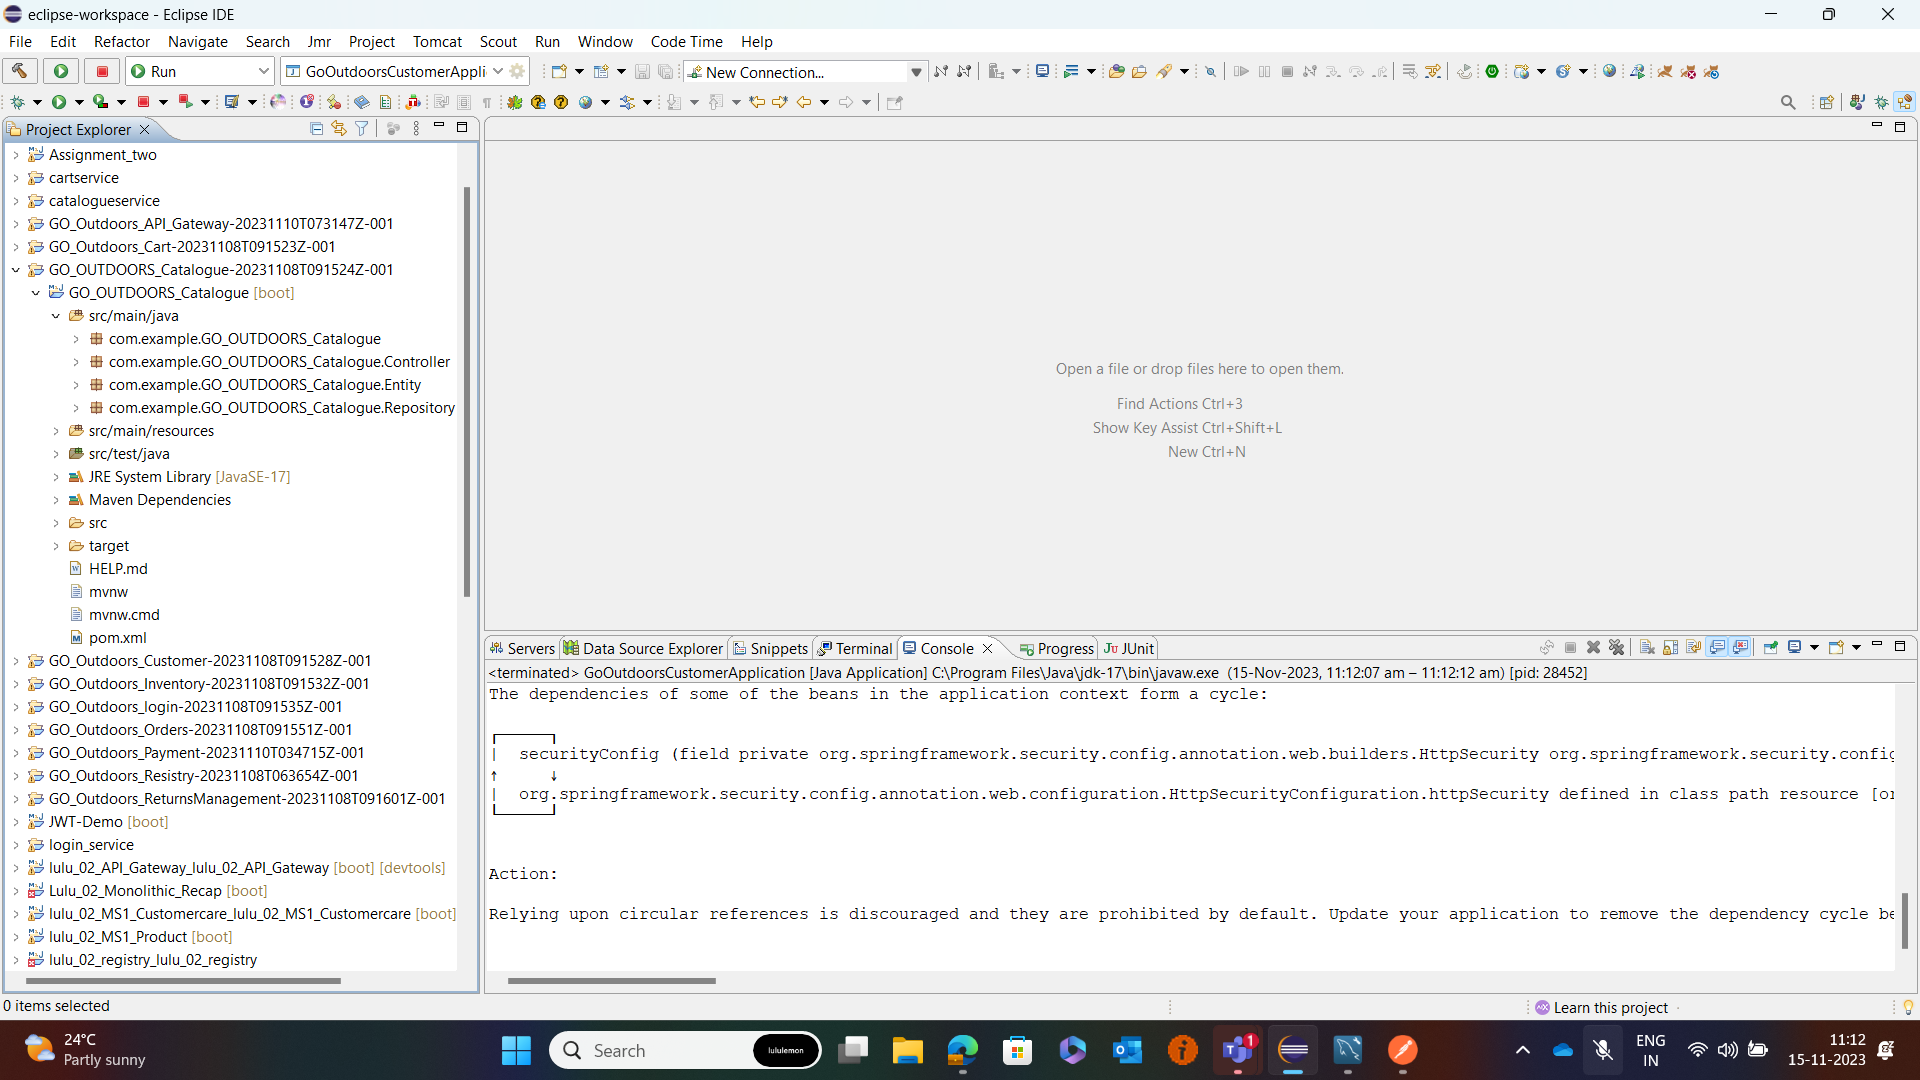 eclipse-workspace - Eclipse IDE
File Edit Refactor Navigate Search Jmr Project Tomcat Scout Run Window Code Time Help
Run
GoOutdoorsCustomerAppli
New Connection...
Project Explorer
Assignment_two
cartservice
catalogueservice
GO_Outdoors_API_Gateway-20231110T073147Z-001
GO_Outdoors_Cart-20231108T091523Z-001
GO_OUTDOORS_Catalogue-20231108T091524Z-001
GO_OUTDOORS_Catalogue [boot]
src/main/java
com.example.GO_OUTDOORS_Catalogue
com.example.GO_OUTDOORS_Catalogue.Controller
com.example.GO_OUTDOORS_Catalogue.Entity
com.example.GO_OUTDOORS_Catalogue.Repository
src/main/resources
src/test/java
JRE System Library [JavaSE-17]
Maven Dependencies
src
target
HELP.md
mvnw
mvnw.cmd
pom.xml
GO_Outdoors_Customer-20231108T091528Z-001
GO_Outdoors_Inventory-20231108T091532Z-001
GO_Outdoors_login-20231108T091535Z-001
GO_Outdoors_Orders-20231108T091551Z-001
GO_Outdoors_Payment-20231110T034715Z-001
GO_Outdoors_Resistry-20231108T063654Z-001
GO_Outdoors_ReturnsManagement-20231108T091601Z-001
JWT-Demo [boot]
login_service
lulu_02_API_Gateway_lulu_02_API_Gateway [boot] [devtools]
Lulu_02_Monolithic_Recap [boot]
lulu_02_MS1_Customercare_lulu_02_MS1_Customercare [boot]
lulu_02_MS1_Product [boot]
lulu_02_registry_lulu_02_registry
Open a file or drop files here to open them.
Find Actions Ctrl+3
Show Key Assist Ctrl+Shift+L
New Ctrl+N
Servers Data Source Explorer Snippets Terminal Console Progress JUnit
<terminated> GoOutdoorsCustomerApplication [Java Application] C:\Program Files\Java\jdk-17\bin\javaw.exe (15-Nov-2023, 11:12:07 am – 11:12:12 am) [pid: 28452]
The dependencies of some of the beans in the application context form a cycle:
securityConfig (field private org.springframework.security.config.annotation.web.builders.HttpSecurity org.springframework.security.config
org.springframework.security.config.annotation.web.configuration.HttpSecurityConfiguration.httpSecurity defined in class path resource [or
Action:
Relying upon circular references is discouraged and they are prohibited by default. Update your application to remove the dependency cycle be
0 items selected
Learn this project
24°C
Partly sunny
Search
lululemon
1
ENG
IN
11:12
15-11-2023